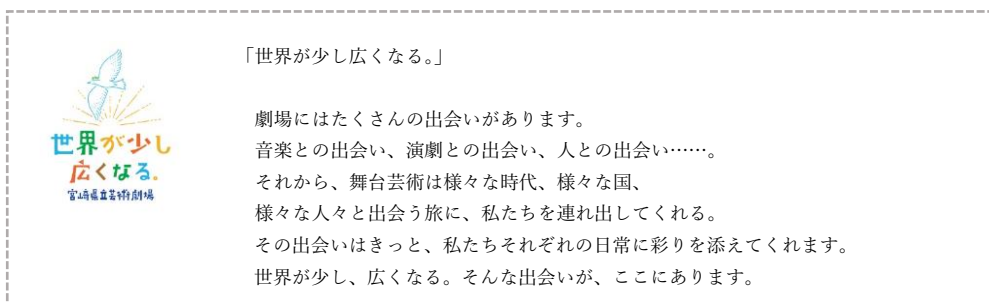 世界が少し
広くなる。
宮崎県立芸術劇場
「世界が少し広くなる。」
劇場にはたくさんの出会いがあります。
音楽との出会い、演劇との出会い、人との出会い……。
それから、舞台芸術は様々な時代、様々な国、
様々な人々と出会う旅に、私たちを連れ出してくれる。
その出会いはきっと、私たちそれぞれの日常に彩りを添えてくれます。
世界が少し、広くなる。そんな出会いが、ここにあります。